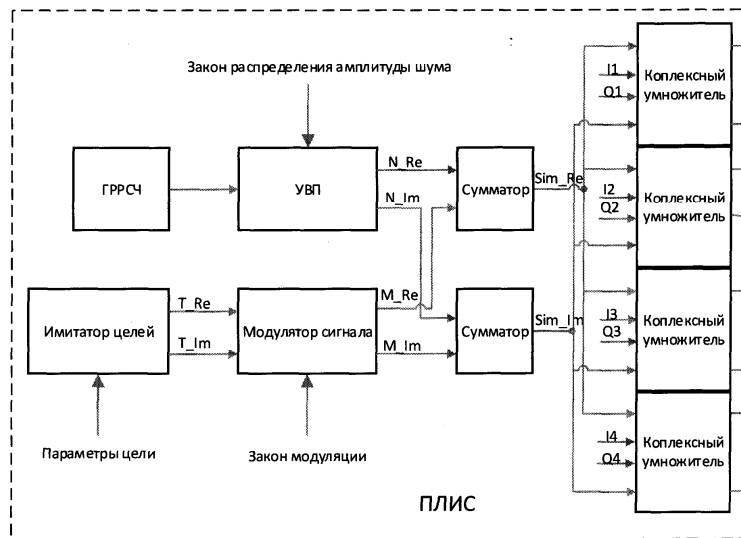 Закон распределения амплитуды шума
ГРРСЧ
УВП
N_Re
N_Im
Сумматор
Sim_Re
I1
Q1
Коплексный
умножитель
I2
Q2
Коплексный
умножитель
Имитатор целей
T_Re
T_Im
Модулятор сигнала
M_Re
M_Im
Сумматор
Sim_Im
I3
Q3
Коплексный
умножитель
I4
Q4
Коплексный
умножитель
Параметры цели
Закон модуляции
ПЛИС